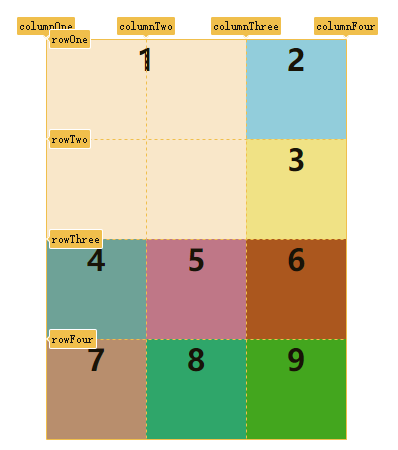 columnOne columnTwo columnThree columnFour
rowOne
1 2
rowTwo
3
rowThree
4 5 6
rowFour
7 8 9